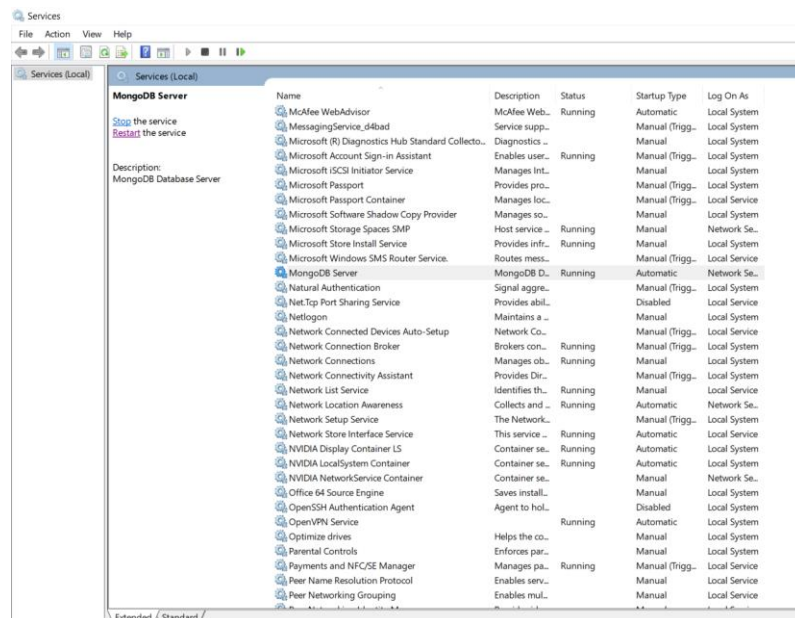 Services
File Action View Help
Services (Local)
Services (Local)
MongoDB Server
Stop the service
Restart the service
Description:
MongoDB Database Server
Name Description Status Startup Type Log On As
McAfee WebAdvisor McAfee Web... Running Automatic Local System
MessagingService_d4bad Service supp... Manual (Trigg... Local System
Microsoft (R) Diagnostics Hub Standard Collecto... Diagnostics ... Manual Local System
Microsoft Account Sign-in Assistant Enables user... Running Manual (Trigg... Local System
Microsoft iSCSI Initiator Service Manages Int... Manual Local System
Microsoft Passport Provides pro... Manual (Trigg... Local System
Microsoft Passport Container Manages loc... Manual (Trigg... Local Service
Microsoft Software Shadow Copy Provider Manages so... Manual Local System
Microsoft Storage Spaces SMP Host service ... Running Manual Network Se...
Microsoft Store Install Service Provides infr... Running Manual Local System
Microsoft Windows SMS Router Service. Routes mess... Manual (Trigg... Local Service
MongoDB Server MongoDB D... Running Automatic Network Se...
Natural Authentication Signal aggre... Manual (Trigg... Local System
Net.Tcp Port Sharing Service Provides abil... Disabled Local Service
Netlogon Maintains a ... Manual Local System
Network Connected Devices Auto-Setup Network Co... Manual (Trigg... Local Service
Network Connection Broker Brokers con... Running Manual (Trigg... Local System
Network Connections Manages ob... Running Manual Local System
Network Connectivity Assistant Provides Dir... Manual (Trigg... Local System
Network List Service Identifies th... Running Manual Local Service
Network Location Awareness Collects and ... Running Automatic Network Se...
Network Setup Service The Network... Manual (Trigg... Local System
Network Store Interface Service This service ... Running Automatic Local Service
NVIDIA Display Container LS Container se... Running Automatic Local System
NVIDIA LocalSystem Container Container se... Running Automatic Local System
NVIDIA NetworkService Container Container se... Manual Network Se...
Office 64 Source Engine Saves install... Manual Local System
OpenSSH Authentication Agent Agent to hol... Disabled Local System
OpenVPN Service Running Automatic Local System
Optimize drives Helps the co... Manual Local System
Parental Controls Enforces par... Manual Local System
Payments and NFC/SE Manager Manages pa... Running Manual (Trigg... Local Service
Peer Name Resolution Protocol Enables serv... Manual Local Service
Peer Networking Grouping Enables mul... Manual Local Service
Extended Standard